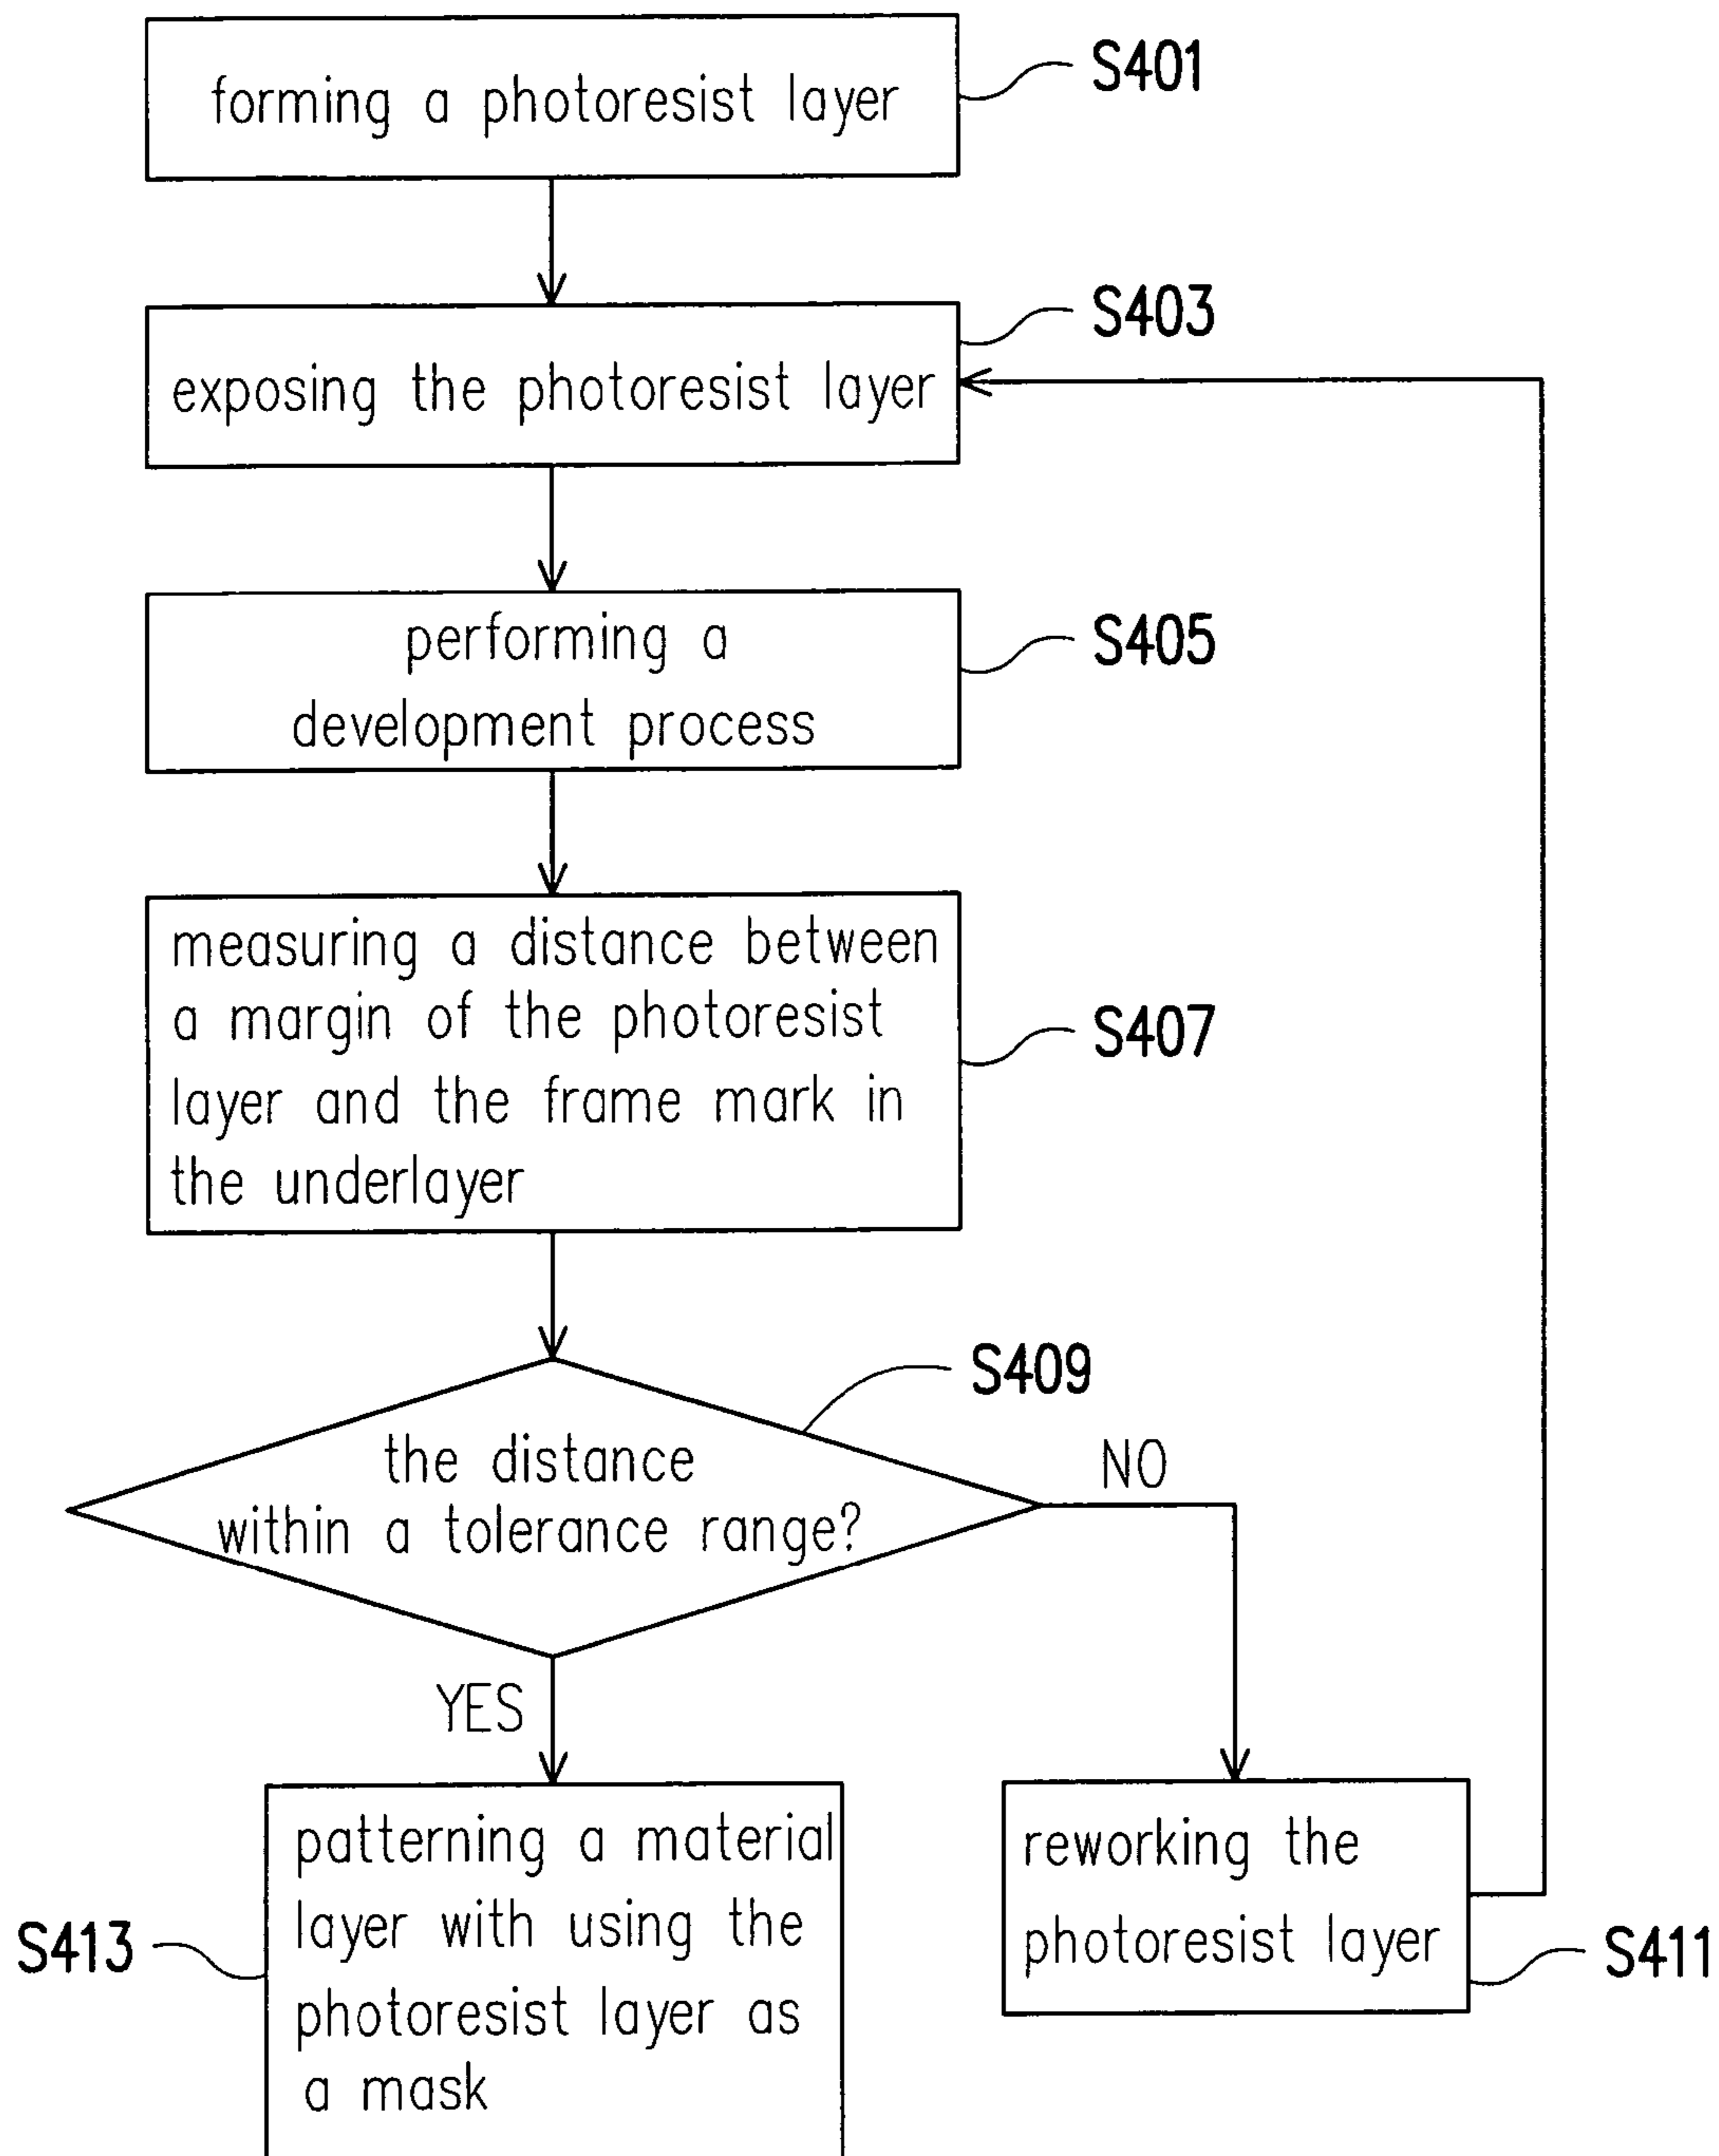 forming a photoresist layer
S401
S403
exposing the photoresist layer
performing a
development process
S405
measuring a distance between
a margin of the photoresist
layer and the frame mark in
the underlayer
S407
S409
the distance
within a tolerance range?
NO
YES
patterning a material
layer with using the
photoresist layer as
a mask
S413
reworking the
photoresist layer
S411